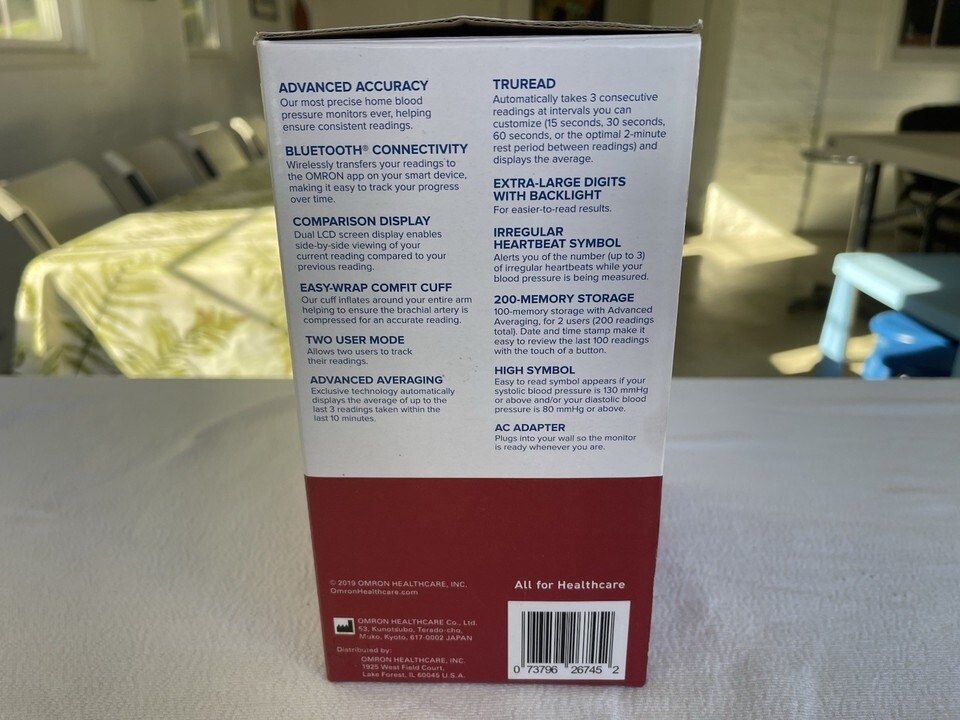 ADVANCED ACCURACY
Our most precise home blood
pressure monitors ever, helping
ensure consistent readings.
BLUETOOTH® CONNECTIVITY
Wirelessly transfers your readings to
the OMRON app on your smart device,
making it easy to track your progress
over time.
COMPARISON DISPLAY
Dual LCD screen display enables
side-by-side viewing of your
current reading compared to your
previous reading.
EASY-WRAP COMFIT CUFF
Our cuff inflates around your entire arm
helping to ensure the brachial artery is
compressed for an accurate reading.
TWO USER MODE
Allows two users to track
their readings.
ADVANCED AVERAGING
Exclusive technology automatically
displays the average of up to the
last 3 readings taken within the
last 10 minutes.
TRUREAD
Automatically takes 3 consecutive
readings at intervals you can
customize (15 seconds, 30 seconds,
60 seconds, or the optimal 2-minute
rest period between readings) and
displays the average.
EXTRA-LARGE DIGITS
WITH BACKLIGHT
For easier-to-read results.
IRREGULAR
HEARTBEAT SYMBOL
Alerts you of the number (up to 3)
of irregular heartbeats while your
blood pressure is being measured.
200-MEMORY STORAGE
100-memory storage with Advanced
Averaging, for 2 users (200 readings
total). Date and time stamp make it
easy to review the last 100 readings
with the touch of a button.
HIGH SYMBOL
Easy to read symbol appears if your
systolic blood pressure is 130 mmHg
or above and/or your diastolic blood
pressure is 80 mmHg or above.
AC ADAPTER
Plugs into your wall so the monitor
is ready whenever you are.
© 2019 OMRON HEALTHCARE, INC.
OmronHealthcare.com
OMRON HEALTHCARE Co., Ltd.
53, Kunotsubo, Terado-cho,
Muko, Kyoto, 617-0002 JAPAN
Distributed by:
OMRON HEALTHCARE, INC.
1925 West Field Court,
Lake Forest, IL 60045 U.S.A.
All for Healthcare
0 73796 26745 2